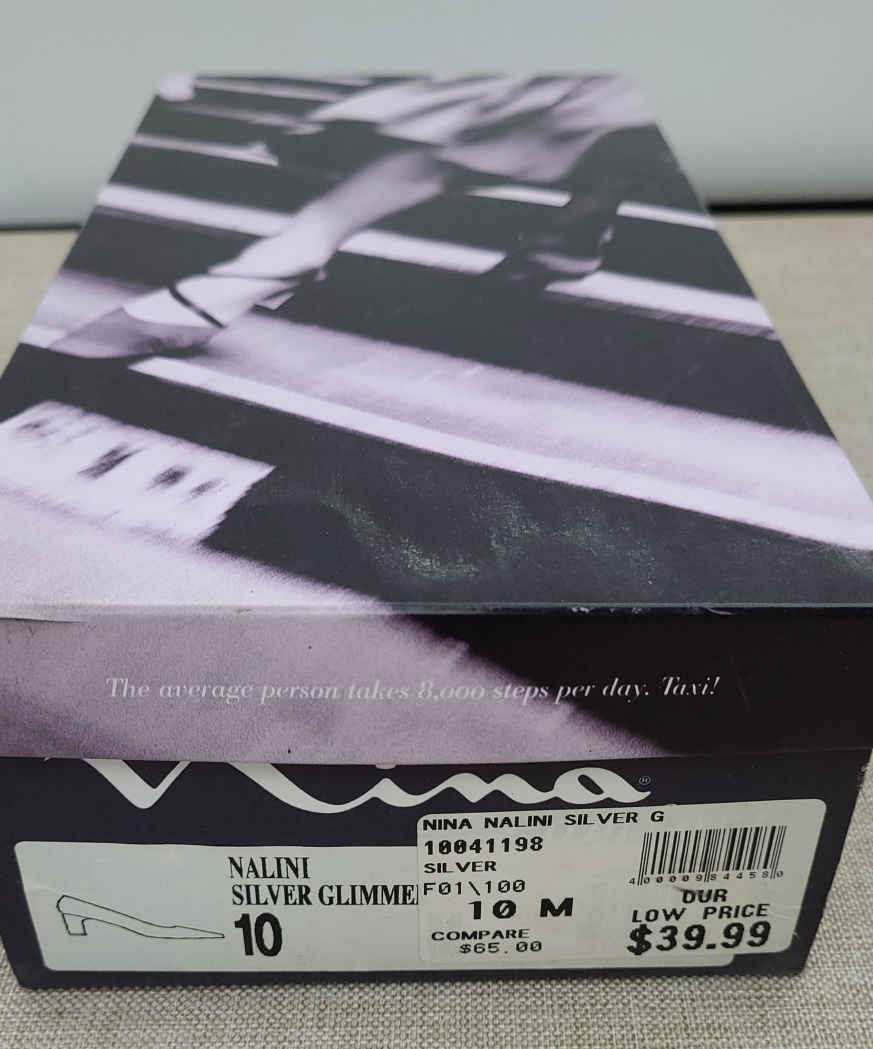 The average person takes 8,000 steps per day. Taxi!
Nina®
NALINI
SILVER GLIMME
10
NINA NALINI SILVER G
10041198
SILVER
F01\100
10 M
COMPARE
$65.00
400009844580
OUR
LOW PRICE
$39.99